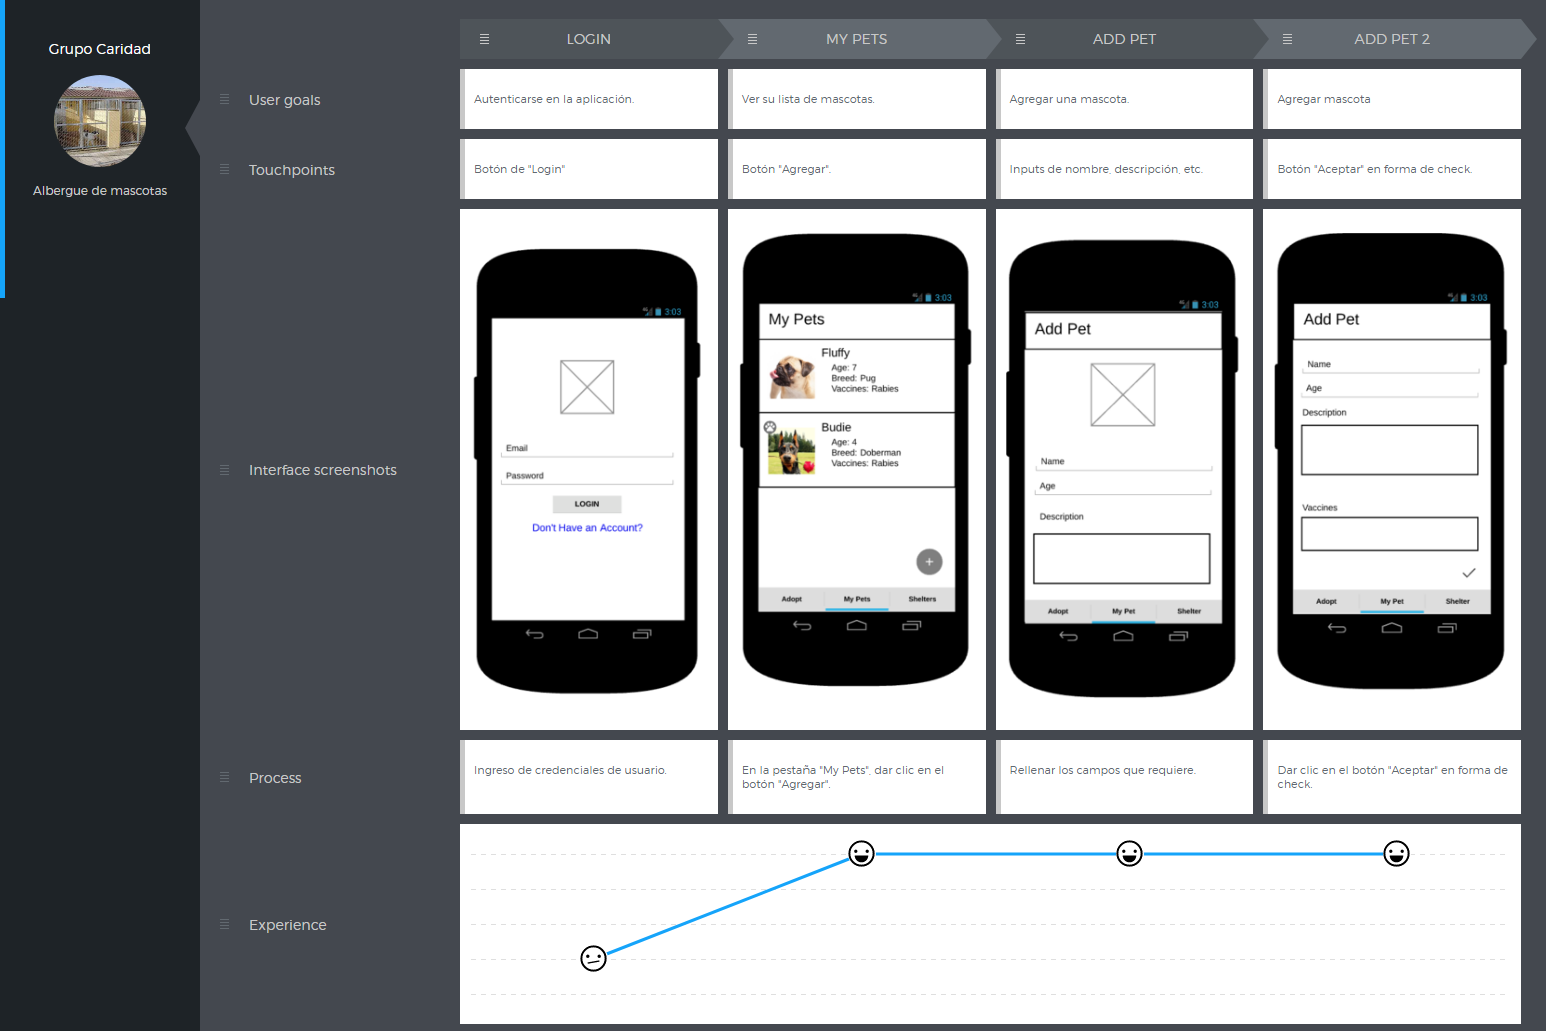 Grupo Caridad
Albergue de mascotas
LOGIN
MY PETS
ADD PET
ADD PET 2
User goals
Autenticarse en la aplicación.
Ver su lista de mascotas.
Agregar una mascota.
Agregar mascota
Touchpoints
Botón de "Login"
Botón "Agregar".
Inputs de nombre, descripción, etc.
Botón "Aceptar" en forma de check.
Interface screenshots
3:03
Email
Password
LOGIN
Don't Have an Account?
3:03
My Pets
Fluffy
Age: 7
Breed: Pug
Vaccines: Rabies
Budie
Age: 4
Breed: Doberman
Vaccines: Rabies
+
Adopt
My Pets
Shelters
3:03
Add Pet
Name
Age
Description
Adopt
My Pet
Shelter
3:03
Add Pet
Name
Age
Description
Vaccines
Adopt
My Pet
Shelter
Process
Ingreso de credenciales de usuario.
En la pestaña "My Pets", dar clic en el
botón "Agregar".
Rellenar los campos que requiere.
Dar clic en el botón "Aceptar" en forma de
check.
Experience